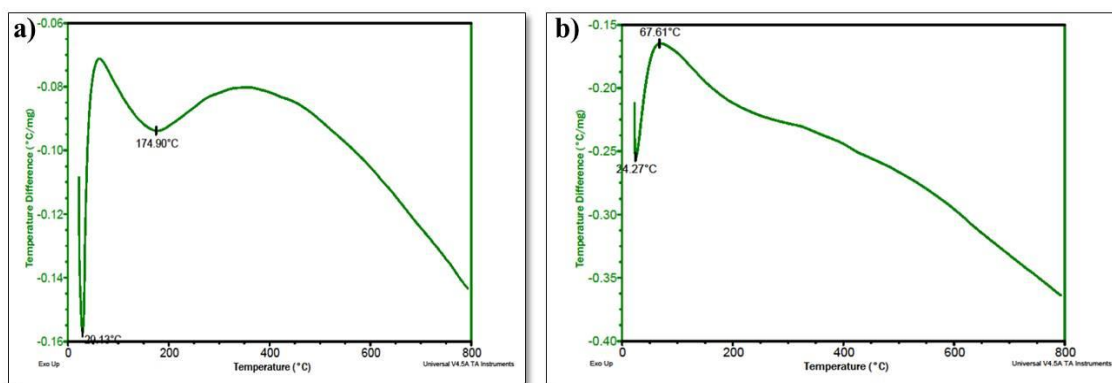 a)
-0.06
-0.08
-0.10
-0.12
-0.14
-0.16
Temperature Difference (°C/mg)
174.90°C
29.13°C
0
200
400
600
800
Exo Up
Temperature (°C)
Universal V4.5A TA Instruments
b)
-0.15
-0.20
-0.25
-0.30
-0.35
-0.40
Temperature Difference (°C/mg)
67.61°C
24.27°C
0
200
400
600
800
Exo Up
Temperature (°C)
Universal V4.5A TA Instruments